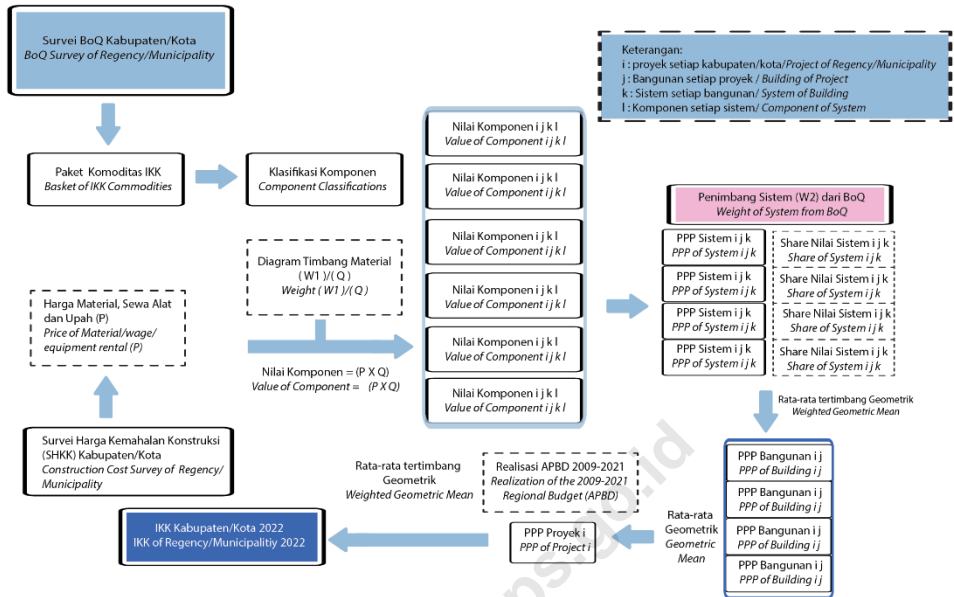 Survei BoQ Kabupaten/Kota
BoQ Survey of Regency/Municipality
Keterangan:
i : proyek setiap kabupaten/kota/Project of Regency/Municipality
j : Bangunan setiap proyek / Building of Project
k : Sistem setiap bangunan/ System of Building
l : Komponen setiap sistem/ Component of System
Paket Komoditas IKK
Basket of IKK Commodities
Klasifikasi Komponen
Component Classifications
Nilai Komponen i j k l
Value of Component i j k l
Nilai Komponen i j k l
Value of Component i j k l
Nilai Komponen i j k l
Value of Component i j k l
Nilai Komponen i j k l
Value of Component i j k l
Nilai Komponen i j k l
Value of Component i j k l
Nilai Komponen i j k l
Value of Component i j k l
Diagram Timbang Material
( W1 )/( Q )
Weight ( W1 )/( Q )
Harga Material, Sewa Alat
dan Upah (P)
Price of Material/wage/
equipment rental (P)
Nilai Komponen = (P X Q)
Value of Component = (P X Q)
Survei Harga Kemahalan Konstruksi
(SHKK) Kabupaten/Kota
Construction Cost Survey of Regency/
Municipality
Penimbang Sistem (W2) dari BoQ
Weight of System from BoQ
PPP Sistem i j k
PPP of System i j k
Share Nilai Sistem i j k
Share of System i j k
PPP Sistem i j k
PPP of System i j k
Share Nilai Sistem i j k
Share of System i j k
PPP Sistem i j k
PPP of System i j k
Share Nilai Sistem i j k
Share of System i j k
PPP Sistem i j k
PPP of System i j k
Share Nilai Sistem i j k
Share of System i j k
Rata-rata tertimbang Geometrik
Weighted Geometric Mean
PPP Bangunan i j
PPP of Building i j
PPP Bangunan i j
PPP of Building i j
PPP Bangunan i j
PPP of Building i j
PPP Bangunan i j
PPP of Building i j
Rata-rata
Geometrik
Geometric
Mean
Realisasi APBD 2009-2021
Realization of the 2009-2021
Regional Budget (APBD)
PPP Proyek i
PPP of Project i
Rata-rata tertimbang
Geometrik
Weighted Geometric Mean
IKK Kabupaten/Kota 2022
IKK of Regency/Municipalitiy 2022
ps.go.id